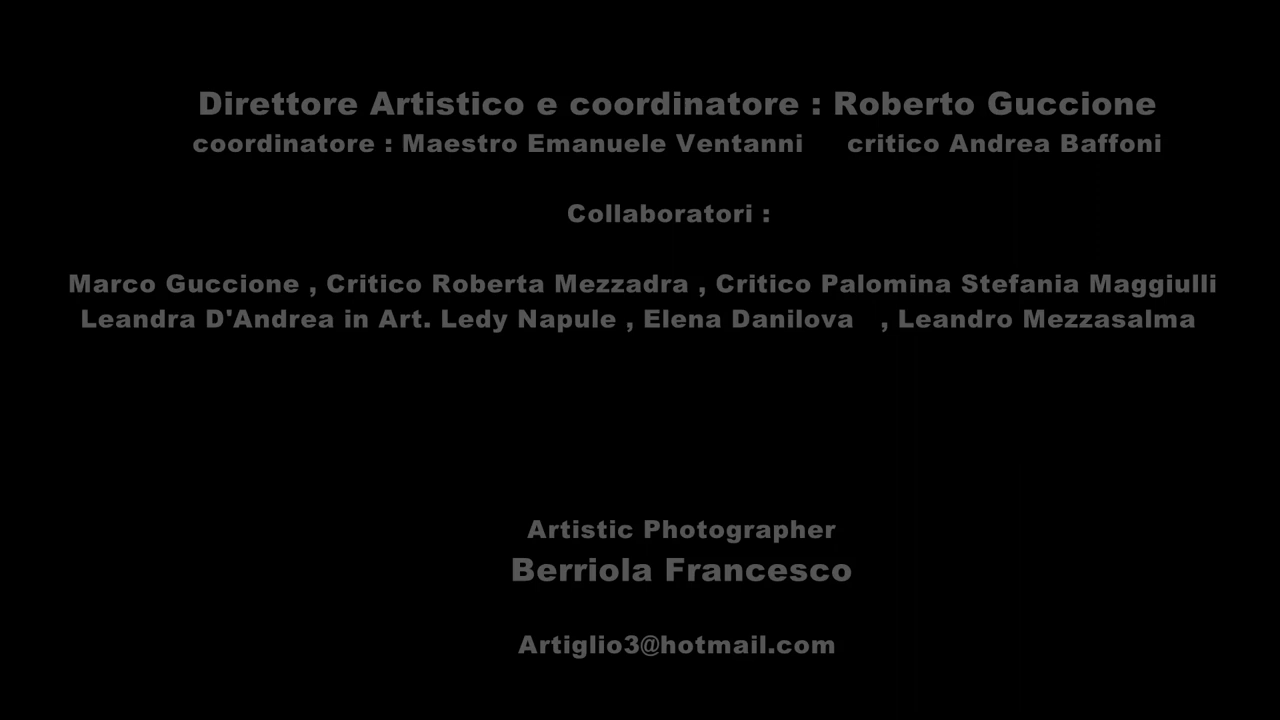 Direttore Artistico e coordinatore : Roberto Guccione
coordinatore : Maestro Emanuele Ventanni critico Andrea Baffoni
Collaboratori :
Marco Guccione , Critico Roberta Mezzadra , Critico Palomina Stefania Maggiulli
Leandra D'Andrea in Art. Ledy Napule , Elena Danilova , Leandro Mezzasalma
Artistic Photographer
Berriola Francesco
Artiglio3@hotmail.com